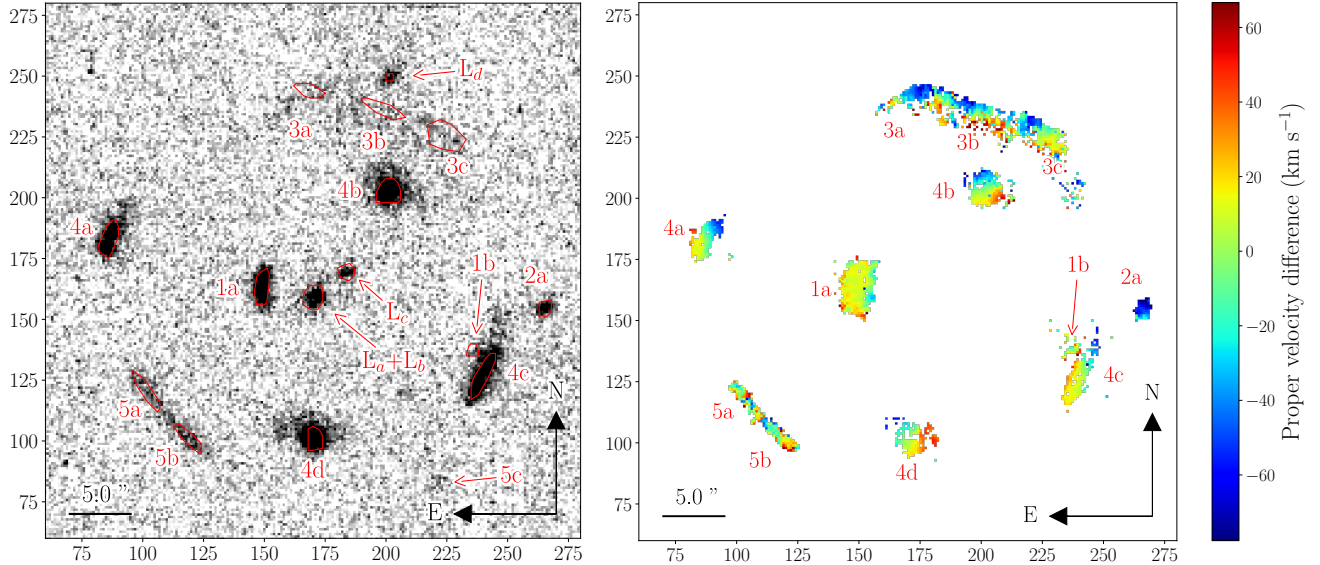 275
250
225
200
175
150
125
100
75
75
100
125
150
175
200
225
250
275
L_d
3a
3b
3c
4b
4a
1a
1b
2a
L_c
L_a+L_b
4c
5a
5b
4d
5c
N
E
5.0 "
275
250
225
200
175
150
125
100
75
75
100
125
150
175
200
225
250
275
3a
3b
3c
4b
4a
1a
1b
2a
4c
5a
5b
4d
N
E
5.0 "
60
40
20
0
−20
−40
−60
Proper velocity difference (km s⁻¹)